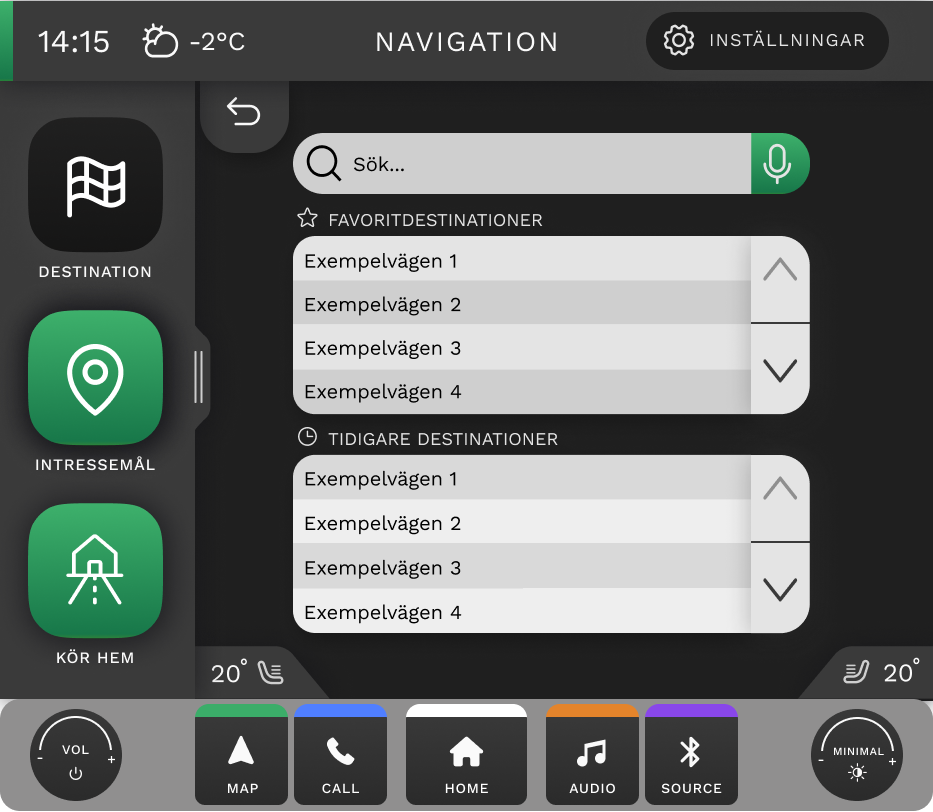 14:15 -2°C NAVIGATION INSTÄLLNINGAR
Sök...
FAVORITDESTINATIONER
Exempelvägen 1
Exempelvägen 2
Exempelvägen 3
Exempelvägen 4
TIDIGARE DESTINATIONER
Exempelvägen 1
Exempelvägen 2
Exempelvägen 3
Exempelvägen 4
DESTINATION
INTRESSEMÅL
KÖR HEM
20° 20°
VOL
- +
MAP CALL HOME AUDIO SOURCE
MINIMAL
- +